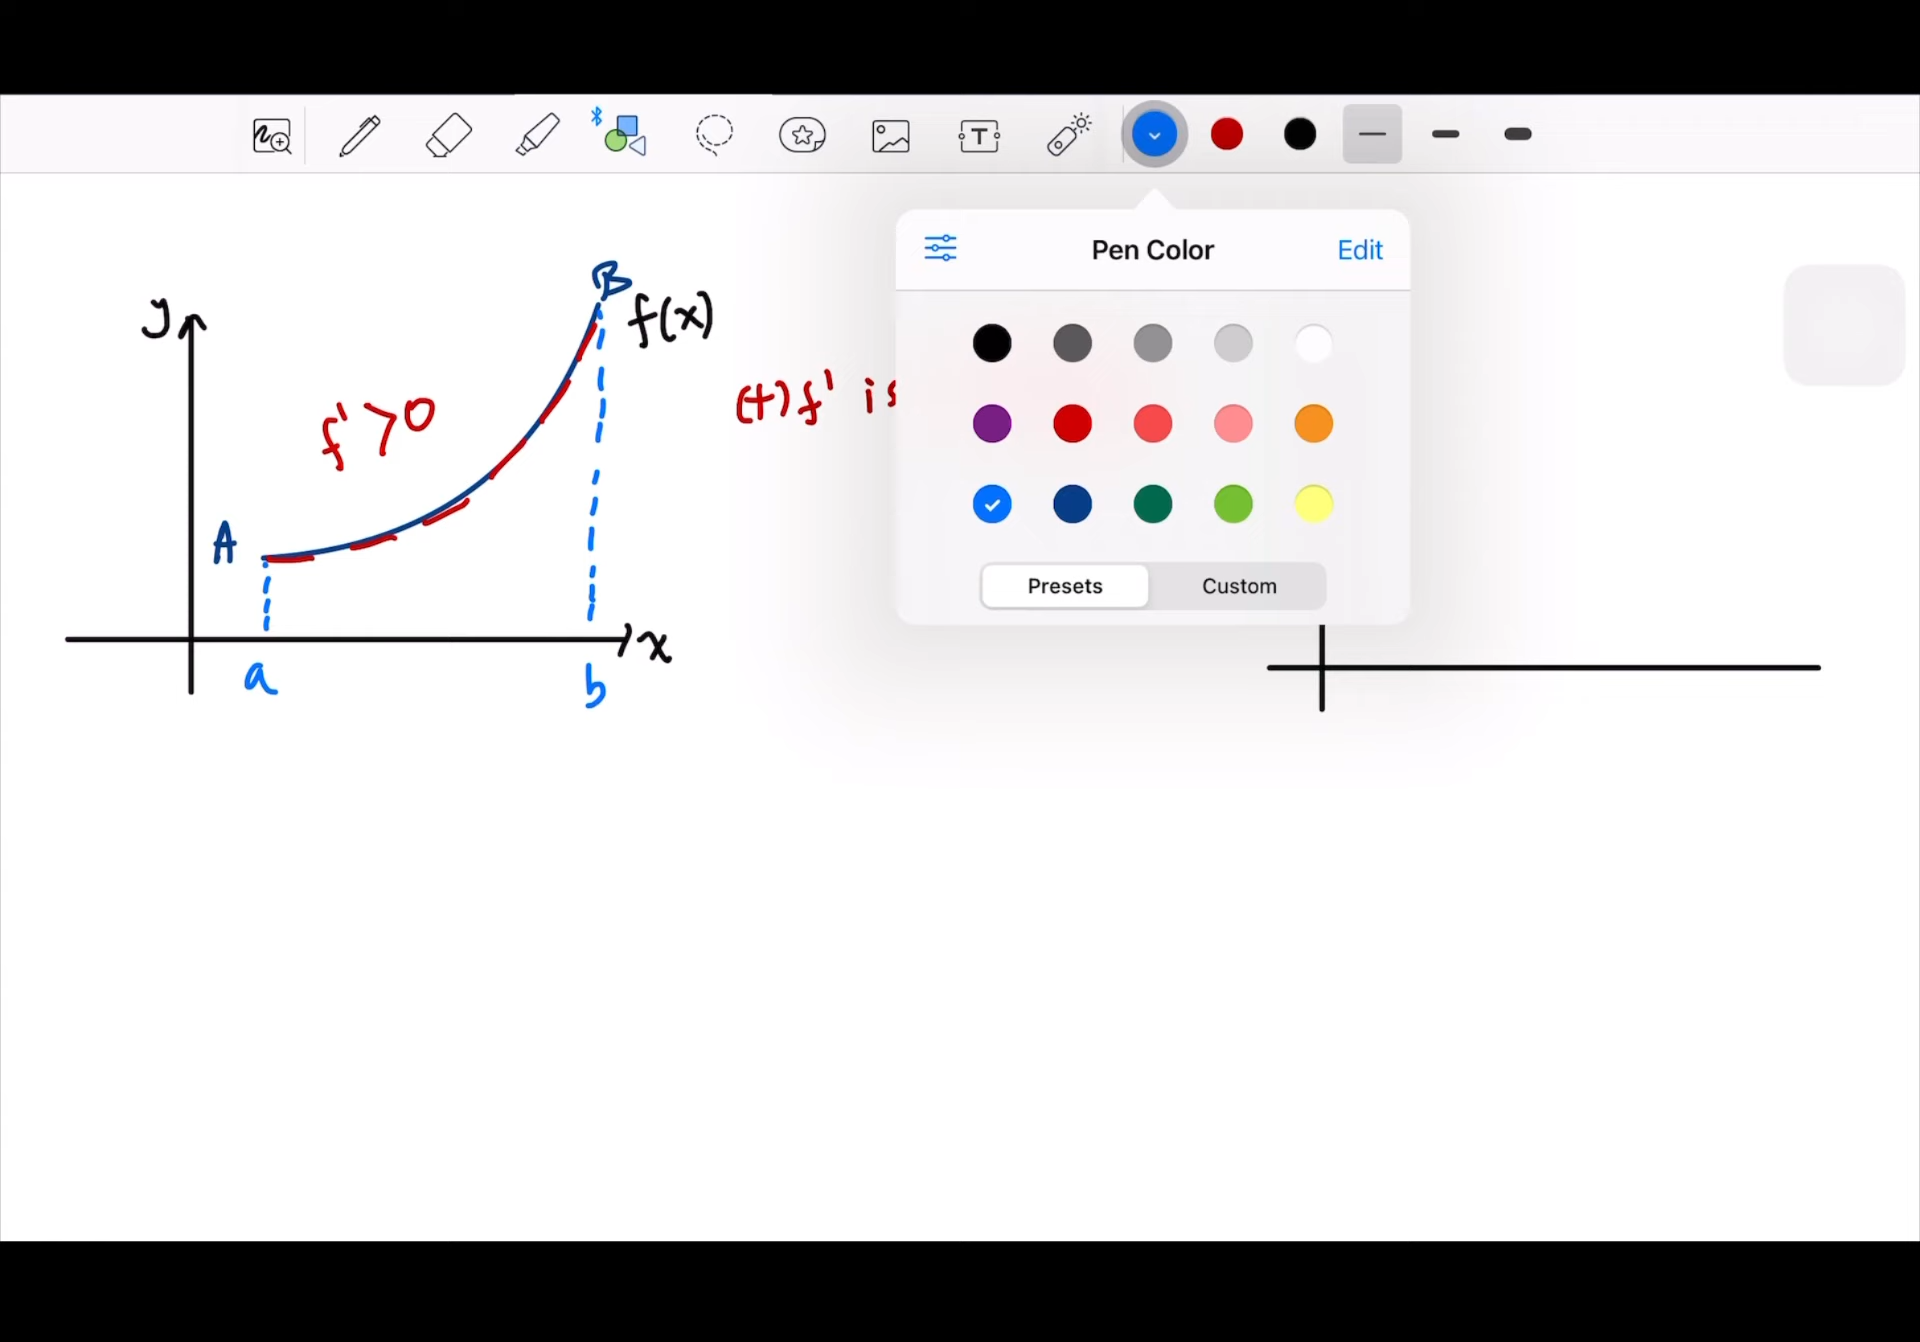 T
Pen Color
Edit
B
y
f(x)
f' > 0
(+) f' is
A
Presets
Custom
x
a
b